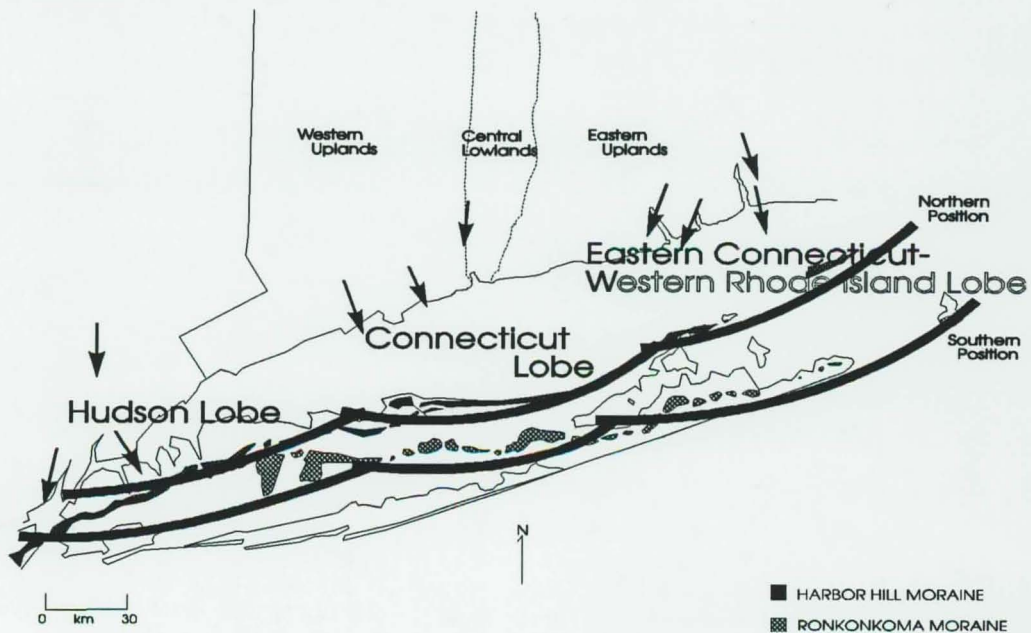 Western
Uplands
Central
Lowlands
Eastern
Uplands
Northern
Position
Eastern Connecticut-
Western Rhode Island Lobe
Connecticut
Lobe
Southern
Position
Hudson Lobe
N
0 km 30
HARBOR HILL MORAINE
RONKONKOMA MORAINE